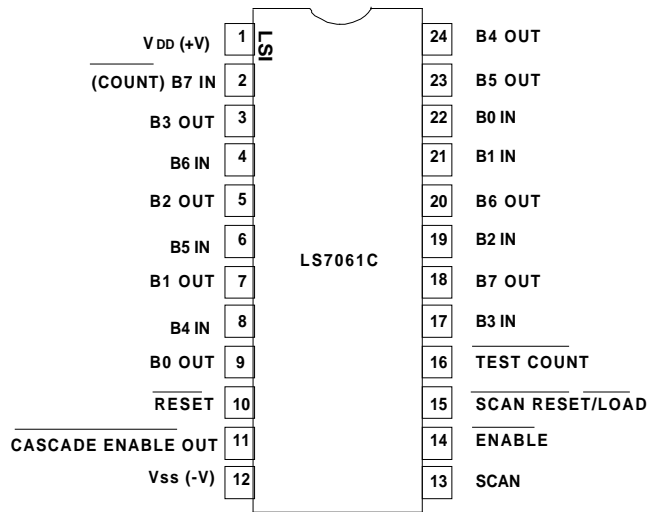 VDD (+V) 1 LSI 24 B4 OUT
(COUNT) B7 IN 2 23 B5 OUT
B3 OUT 3 22 B0 IN
B6 IN 4 21 B1 IN
B2 OUT 5 20 B6 OUT
B5 IN 6 19 B2 IN
LS7061C
B1 OUT 7 18 B7 OUT
B4 IN 8 17 B3 IN
B0 OUT 9 16 TEST COUNT
RESET 10 15 SCAN RESET/LOAD
CASCADE ENABLE OUT 11 14 ENABLE
Vss (-V) 12 13 SCAN